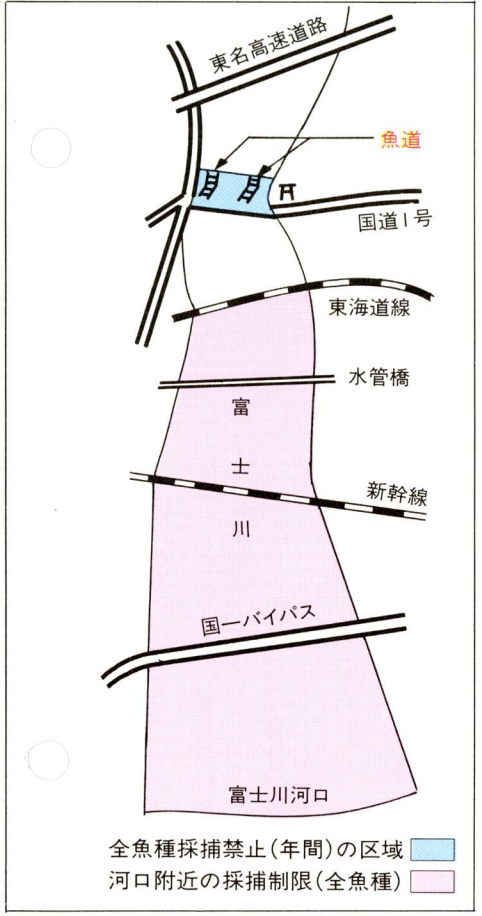 東名高速道路
魚道
国道1号
東海道線
水管橋
富士川
新幹線
国一バイパス
富士川河口
全魚種採捕禁止(年間)の区域
河口附近の採捕制限(全魚種)